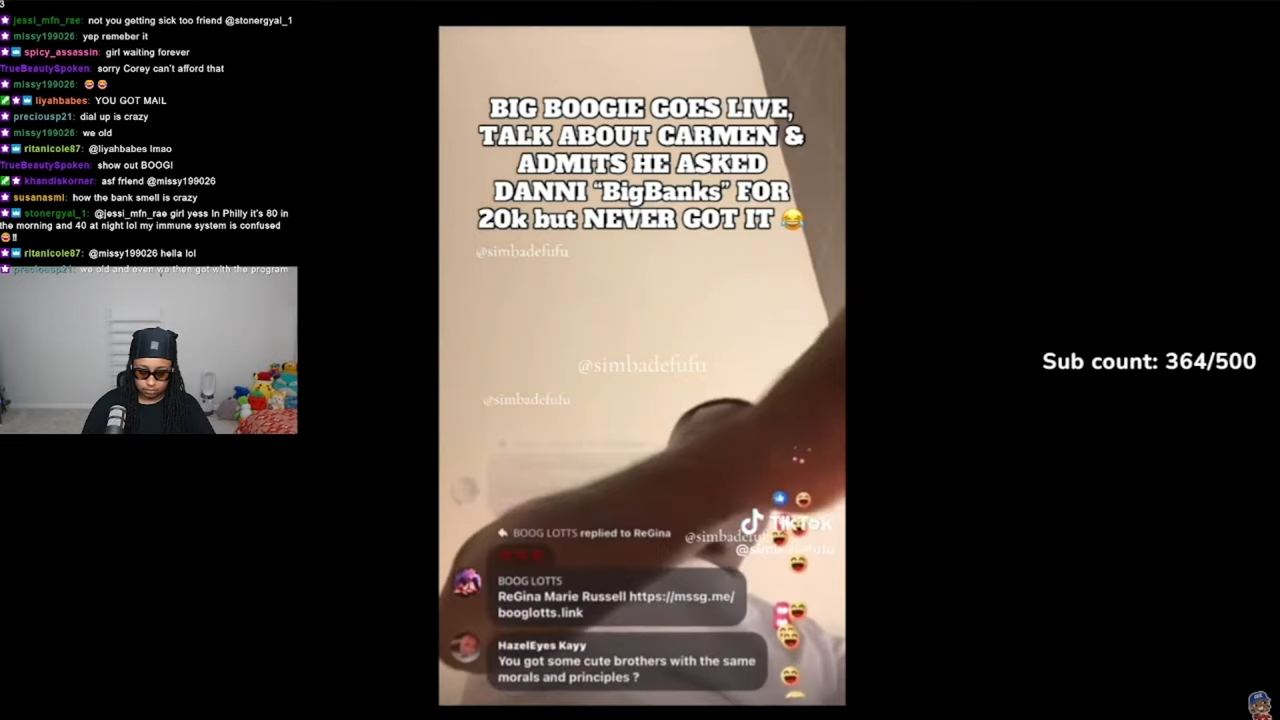 3
jessi_mfn_rae: not you getting sick too friend @stonergyal_1
missy199026: yep remeber it
spicy_assassin: girl waiting forever
TrueBeautySpoken: sorry Corey can't afford that
missy199026: 😆 😆
liyahbabes: YOU GOT MAIL
preciousp21: dial up is crazy
missy199026: we old
ritanicole87: @liyahbabes lmao
TrueBeautySpoken: show out BOOGI
khandiskorner: asf friend @missy199026
susanasmi: how the bank smell is crazy
stonergyal_1: @jessi_mfn_rae girl yess In Philly it's 80 in
the morning and 40 at night lol my immune system is confused
😆‼
ritanicole87: @missy199026 hella lol
preciousp21: we old and even we then got with the program
BIG BOOGIE GOES LIVE,
TALK ABOUT CARMEN &
ADMITS HE ASKED
DANNI “BigBanks” FOR
20k but NEVER GOT IT 😂
@simbadefufu
@simbadefufu
@simbadefufu
BOOG LOTTS replied to ReGina
TikTok
@simbadefu
@simbadefufu
BOOG LOTTS
ReGina Marie Russell https://mssg.me/
booglotts.link
HazelEyes Kayy
You got some cute brothers with the same
morals and principles ?
Sub count: 364/500